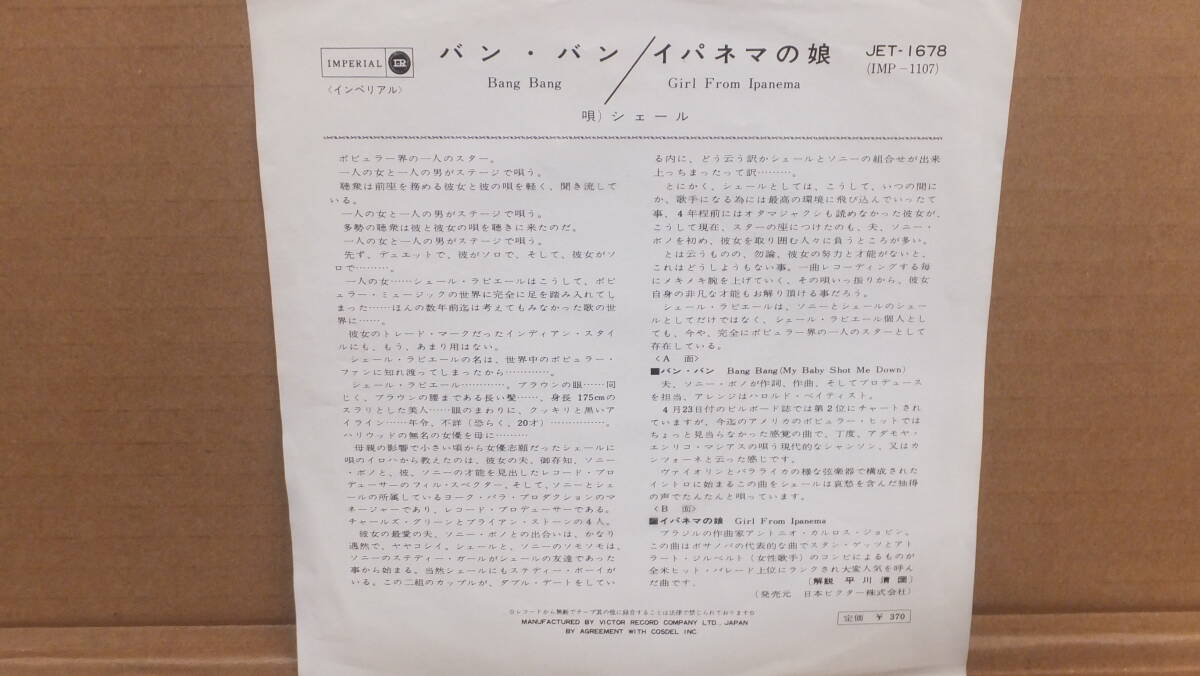 IMPERIAL IR
〈インペリアル〉
バン・バン／イパネマの娘
Bang Bang
Girl From Ipanema
JET-1678
(IMP-1107)
唄）シェール
ポピュラー界の一人のスター。
一人の女と一人の男がステージで唄う。
聴衆は前座を務める彼女と彼の唄を軽く、聞き流して
いる。
一人の女と一人の男がステージで唄う。
多勢の聴衆は彼と彼女の唄を聴きに来たのだ。
一人の女と一人の男がステージで唄う。
先ず、デュエットで、彼がソロで、そして、彼女がソ
ロで………。
一人の女……シェール・ラピエールはこうして、ポピ
ュラー・ミュージックの世界に完全に足を踏み入れてし
まった……ほんの数年前迄は考えてもみなかった歌の世
界に……。
彼女のトレード・マークだったインディアン・スタイ
ルにも、もう、あまり用はない。
シェール・ラピエールの名は、世界中のポピュラー・
ファンに知れ渡ってしまったから…………。
シェール・ラピエール…………。ブラウンの眼……同
じく、ブラウンの腰まである長い髪……、身長175cmの
スラリとした美人……眼のまわりに、クッキリと黒いア
イライン……年令、不詳（恐らく、20才）……………。
ハリウッドの無名の女優を母に………
母親の影響で小さい頃から女優志願だったシェールに
唄のイロハから教えたのは、彼女の夫、御存知、ソニー
・ボノと、彼、ソニーの才能を見出したレコード・プロ
デューサーのフィル・スペクター、そして、ソニーとシェ
ールの所属しているヨーク・パラ・プロダクションのマ
ネージャーであり、レコード・プロデューサーである。
チャールズ・グリーンとブライアン・ストーンの4人。
彼女の最愛の夫、ソニー・ボノとの出合いは、かなり
遇然で、ヤヤコシイ。シェールと、ソニーのソモソモは、
ソニーのステディー・ガールがシェールの友達であった
事から始まる。当然シェールにもステディー・ボーイが
いる。この二組のカップルが、ダブル・デートをしてい
る内に、どう云う訳かシェールとソニーの組合せが出来
上っちまったって訳………。
とにかく、シェールとしては、こうして、いつの間に
か、歌手になる為には最高の環境に飛び込んでいったて
事、4年程前にはオタマジャクシも読めなかった彼女が、
こうして現在、スターの座につけたのも、夫、ソニー・
ボノを初め、彼女を取り囲む人々に負うところが多い。
とは云うものの、勿論、彼女の努力と才能がないと、
これはどうしようもない事。一曲レコーディングする毎
にメキメキ腕を上げていく、その唄いっ振りから、彼女
自身の非凡な才能もお解り頂ける事だろう。
シェール・ラピエールは、ソニーとシェールのシェー
ルとしてだけではなく、シェール・ラピエール個人とし
ても、今や、完全にポピュラー界の一人のスターとして
存在している。
〈A　面〉
■バン・バン　Bang Bang(My Baby Shot Me Down)
夫、ソニー・ボノが作詞、作曲、そしてプロデュース
を担当、アレンジはハロルド・ベイティスト。
4月23日付のビルボード誌では第2位にチャートされ
ていますが、今迄のアメリカのポピュラー・ヒットでは
ちょっと見当らなかった感覚の曲で、丁度、アダモヤ、
エンリコ・マシアスの唄う現代的なシャンソン、又はカ
ンツォーネと云った感じです。
ヴァイオリンとバラライカの様な弦楽器で構成された
イントロに始まるこの曲をシェールは哀愁を含んだ独得
の声でたんたんと唄っています。
〈B　面〉
■イパネマの娘　Girl From Ipanema
ブラジルの作曲家アントニオ・カルロス・ジョビン。
この曲はボサノバの代表的な曲でスタン・ゲッツとアト
ラート・ジルベルト（女性歌手）のコンビによるものが
全米ヒット・パレード上位にランクされ大変人気を呼ん
だ曲です。
〔解説　平川清圀〕
（発売元　日本ビクター株式会社）
レコードから無断でテープ其の他に録音することは法律で禁じられております
MANUFACTURED BY VICTOR RECORD COMPANY LTD., JAPAN
BY AGREEMENT WITH COSDEL INC
定価 ￥370